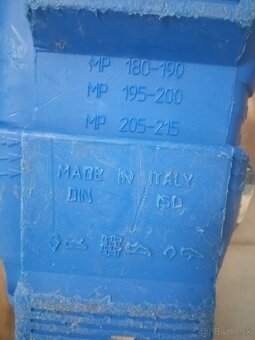 MP 180-190
MP 195-200
MP 205-215
MADE IN ITALY
DIN
Bazos.sk